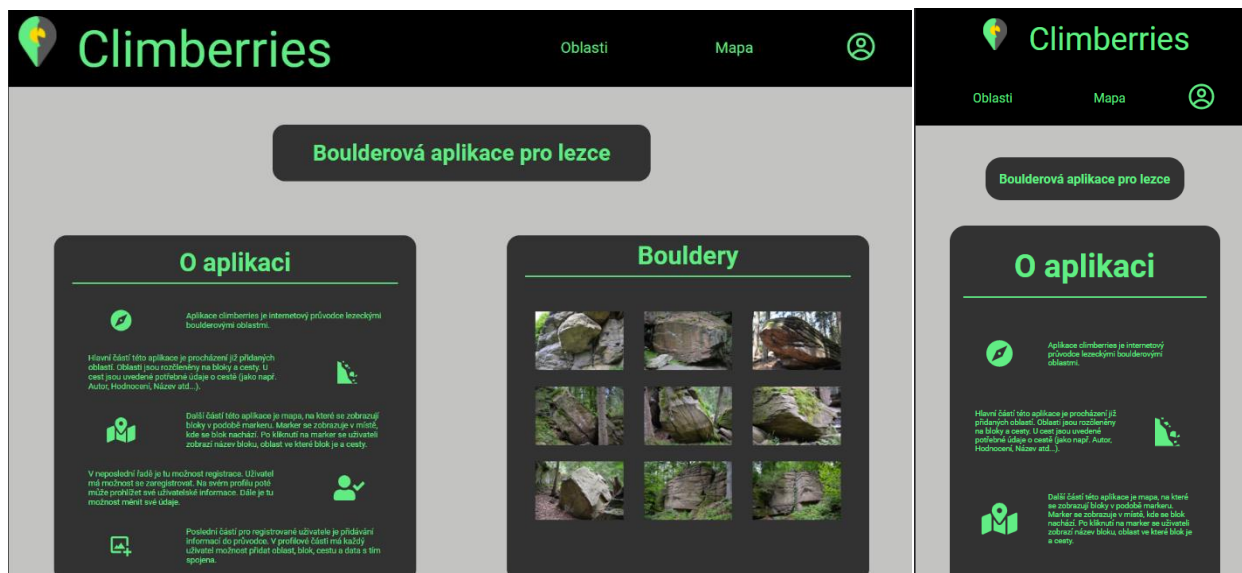 Climberries
Oblasti
Mapa
Boulderová aplikace pro lezce
O aplikaci
Aplikace climberries je internetový průvodce lezeckými
boulderovými oblastmi.
Hlavní částí této aplikace je procházení již přidaných
oblastí. Oblasti jsou rozčleněny na bloky a cesty. U
cest jsou uvedené potřebné údaje o cestě (jako např.
Autor, Hodnocení, Název atd...).
Další částí této aplikace je mapa, na které se zobrazují
bloky v podobě markeru. Marker se zobrazuje v místě,
kde se blok nachází. Po kliknutí na marker se uživateli
zobrazí název bloku, oblast ve které blok je a cesty.
V neposlední řadě je tu možnost registrace. Uživatel
má možnost se zaregistrovat. Na svém profilu poté
může prohlížet své uživatelské informace. Dále je tu
možnost měnit své údaje.
Poslední částí pro registrované uživatele je přidávání
informací do průvodce. V profilové části má každý
uživatel možnost přidat oblast, blok, cestu a data s tím
spojena.
Bouldery
Climberries
Oblasti
Mapa
Boulderová aplikace pro lezce
O aplikaci
Aplikace climberries je internetový
průvodce lezeckými boulderovými
oblastmi.
Hlavní částí této aplikace je procházení již
přidaných oblastí. Oblasti jsou rozčleněny
na bloky a cesty. U cest jsou uvedené
potřebné údaje o cestě (jako např. Autor,
Hodnocení, Název atd...).
Další částí této aplikace je mapa, na které
se zobrazují bloky v podobě markeru.
Marker se zobrazuje v místě, kde se blok
nachází. Po kliknutí na marker se uživateli
zobrazí název bloku, oblast ve které blok je
a cesty.